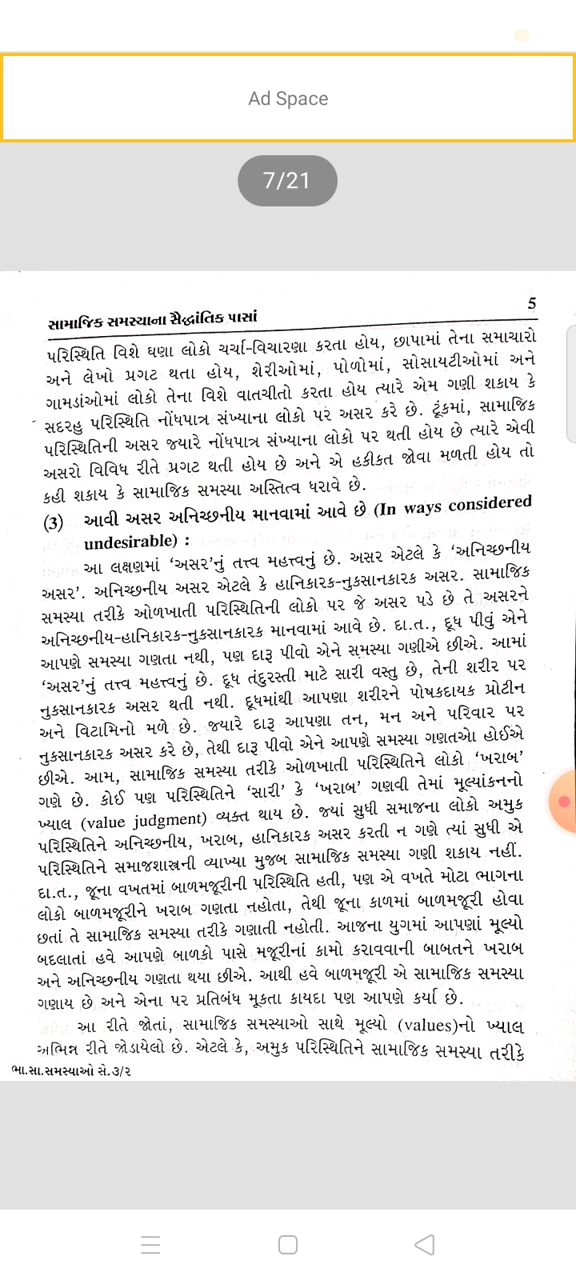 Ad Space
7/21
5
સામાજિક સમસ્યાના સૈદ્ધાંતિક પાસાં
પરિસ્થિતિ વિશે ઘણા લોકો ચર્ચા-વિચારણા કરતા હોય, છાપામાં તેના સમાચારો
અને લેખો પ્રગટ થતા હોય, શેરીઓમાં, પોળોમાં, સોસાયટીઓમાં અને
ગામડાંઓમાં લોકો તેના વિશે વાતચીતો કરતા હોય ત્યારે એમ ગણી શકાય કે
સદરહુ પરિસ્થિતિ નોંધપાત્ર સંખ્યાના લોકો પર અસર કરે છે. ટૂંકમાં, સામાજિક
પરિસ્થિતિની અસર જ્યારે નોંધપાત્ર સંખ્યાના લોકો પર થતી હોય છે ત્યારે એવી
અસરો વિવિધ રીતે પ્રગટ થતી હોય છે અને એ હકીકત જોવા મળતી હોય તો
કહી શકાય કે સામાજિક સમસ્યા અસ્તિત્વ ધરાવે છે.
(3) આવી અસર અનિચ્છનીય માનવામાં આવે છે (In ways considered
undesirable) :
આ લક્ષણમાં ‘અસર’નું તત્ત્વ મહત્ત્વનું છે. અસર એટલે કે ‘અનિચ્છનીય
અસર’. અનિચ્છનીય અસર એટલે કે હાનિકારક-નુકસાનકારક અસર. સામાજિક
સમસ્યા તરીકે ઓળખાતી પરિસ્થિતિની લોકો પર જે અસર પડે છે તે અસરને
અનિચ્છનીય-હાનિકારક-નુકસાનકારક માનવામાં આવે છે. દા.ત., દૂધ પીવું એને
આપણે સમસ્યા ગણતા નથી, પણ દારૂ પીવો એને સમસ્યા ગણીએ છીએ. આમાં
‘અસર’નું તત્ત્વ મહત્ત્વનું છે. દૂધ તંદુરસ્તી માટે સારી વસ્તુ છે, તેની શરીર પર
નુકસાનકારક અસર થતી નથી. દૂધમાંથી આપણા શરીરને પોષકદાયક પ્રોટીન
અને વિટામિનો મળે છે. જ્યારે દારૂ આપણા તન, મન અને પરિવાર પર
નુકસાનકારક અસર કરે છે, તેથી દારૂ પીવો એને આપણે સમસ્યા ગણતાએ હોઈએ
છીએ. આમ, સામાજિક સમસ્યા તરીકે ઓળખાતી પરિસ્થિતિને લોકો ‘ખરાબ’
ગણે છે. કોઈ પણ પરિસ્થિતિને ‘સારી’ કે ‘ખરાબ’ ગણવી તેમાં મૂલ્યાંકનનો
ખ્યાલ (value judgment) વ્યક્ત થાય છે. જ્યાં સુધી સમાજના લોકો અમુક
પરિસ્થિતિને અનિચ્છનીય, ખરાબ, હાનિકારક અસર કરતી ન ગણે ત્યાં સુધી એ
પરિસ્થિતિને સમાજશાસ્ત્રની વ્યાખ્યા મુજબ સામાજિક સમસ્યા ગણી શકાય નહીં.
દા.ત., જૂના વખતમાં બાળમજૂરીની પરિસ્થિતિ હતી, પણ એ વખતે મોટા ભાગના
લોકો બાળમજૂરીને ખરાબ ગણતા નહોતા, તેથી જૂના કાળમાં બાળમજૂરી હોવા
છતાં તે સામાજિક સમસ્યા તરીકે ગણાતી નહોતી. આજના યુગમાં આપણાં મૂલ્યો
બદલાતાં હવે આપણે બાળકો પાસે મજૂરીનાં કામો કરાવવાની બાબતને ખરાબ
અને અનિચ્છનીય ગણતા થયા છીએ. આથી હવે બાળમજૂરી એ સામાજિક સમસ્યા
ગણાય છે અને એના પર પ્રતિબંધ મૂકતા કાયદા પણ આપણે કર્યા છે.
આ રીતે જોતાં, સામાજિક સમસ્યાઓ સાથે મૂલ્યો (values)નો ખ્યાલ
અભિન્ન રીતે જોડાયેલો છે. એટલે કે, અમુક પરિસ્થિતિને સામાજિક સમસ્યા તરીકે
ભા.સા.સમસ્યાઓ સે.૩/૨